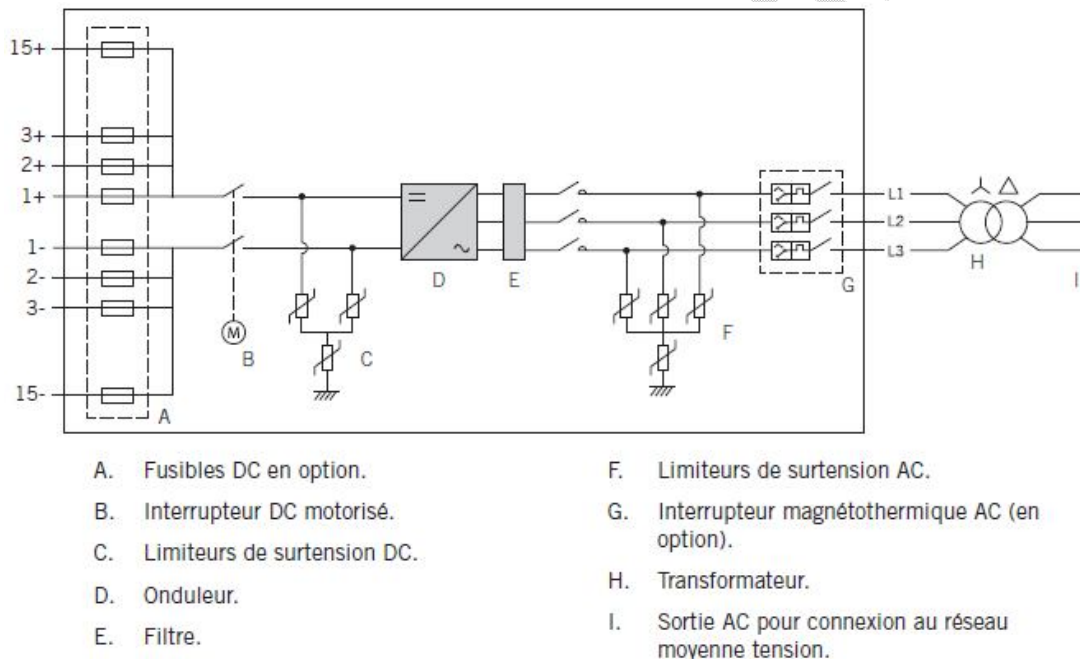 15+
3+
2+
1+
1-
2-
3-
15-
A
M
B
C
D
E
F
G
L1
L2
L3
H
I
A. Fusibles DC en option.
B. Interrupteur DC motorisé.
C. Limiteurs de surtension DC.
D. Onduleur.
E. Filtre.
F. Limiteurs de surtension AC.
G. Interrupteur magnétothermique AC (en
option).
H. Transformateur.
I. Sortie AC pour connexion au réseau
moyenne tension.